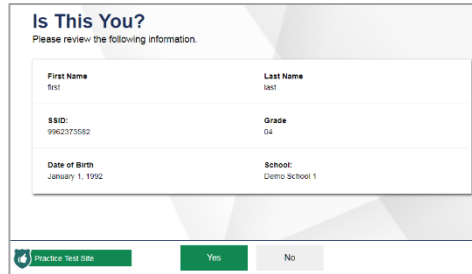 Is This You?
Please review the following information.
First Name
first
Last Name
last
SSID:
9962373582
Grade
04
Date of Birth
January 1, 1992
School:
Demo School 1
Practice Test Site
Yes
No